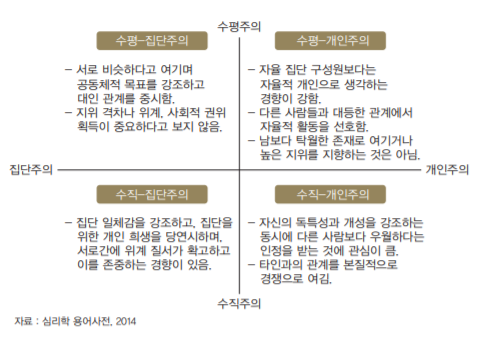 수평주의
수평–집단주의
– 서로 비슷하다고 여기며
공동체적 목표를 강조하고
대인 관계를 중시함.
– 지위 격차나 위계, 사회적 권위
획득이 중요하다고 보지 않음.
수평–개인주의
– 자율 집단 구성원보다는
자율적 개인으로 생각하는
경향이 강함.
– 다른 사람들과 대등한 관계에서
자율적 활동을 선호함.
– 남보다 탁월한 존재로 여기거나
높은 지위를 지향하는 것은 아님.
집단주의
개인주의
수직–집단주의
– 집단 일체감을 강조하고, 집단을
위한 개인 희생을 당연시하며,
서로간에 위계 질서가 확고하고
이를 존중하는 경향이 있음.
수직–개인주의
– 자신의 독특성과 개성을 강조하는
동시에 다른 사람보다 우월하다는
인정을 받는 것에 관심이 큼.
– 타인과의 관계를 본질적으로
경쟁으로 여김.
수직주의
자료 : 심리학 용어사전, 2014